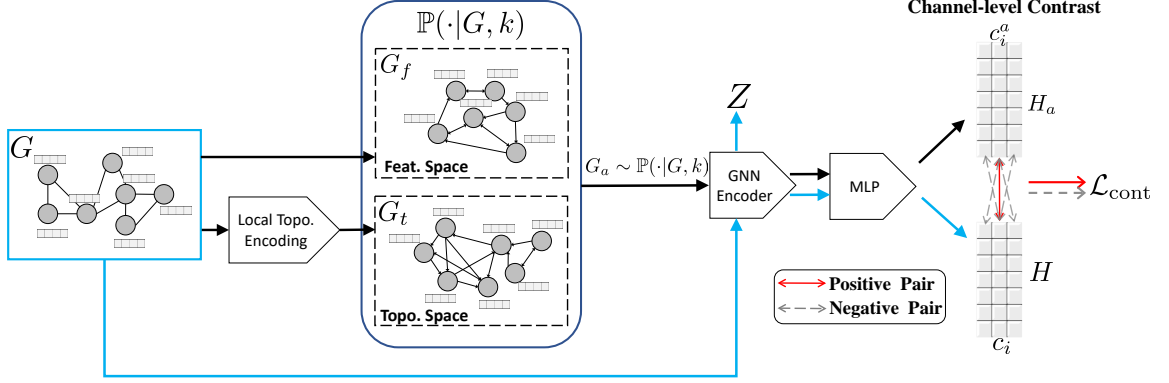 Channel-level Contrast
ℙ(·|G, k)
G_f
Feat. Space
G
Local Topo.
Encoding
G_t
Topo. Space
G_a ∼ ℙ(·|G, k)
Z
GNN
Encoder
MLP
c_i^a
H_a
ℒ_cont
H
c_i
Positive Pair
Negative Pair